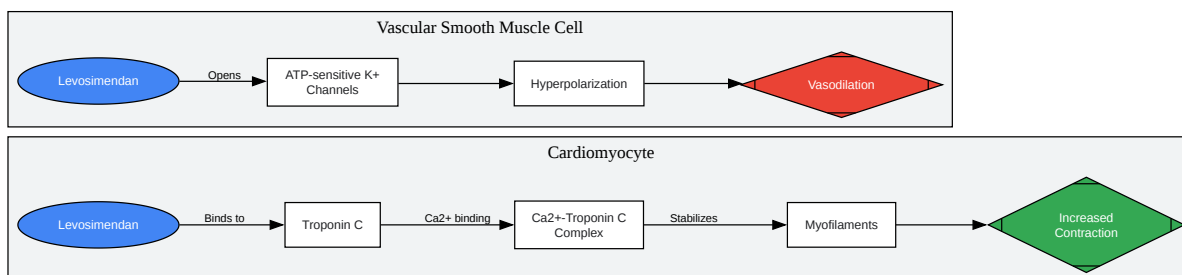 Vascular Smooth Muscle Cell
Levosimendan
Opens
ATP-sensitive K+
Channels
Hyperpolarization
Vasodilation
Cardiomyocyte
Levosimendan
Binds to
Troponin C
Ca2+ binding
Ca2+-Troponin C
Complex
Stabilizes
Myofilaments
Increased
Contraction